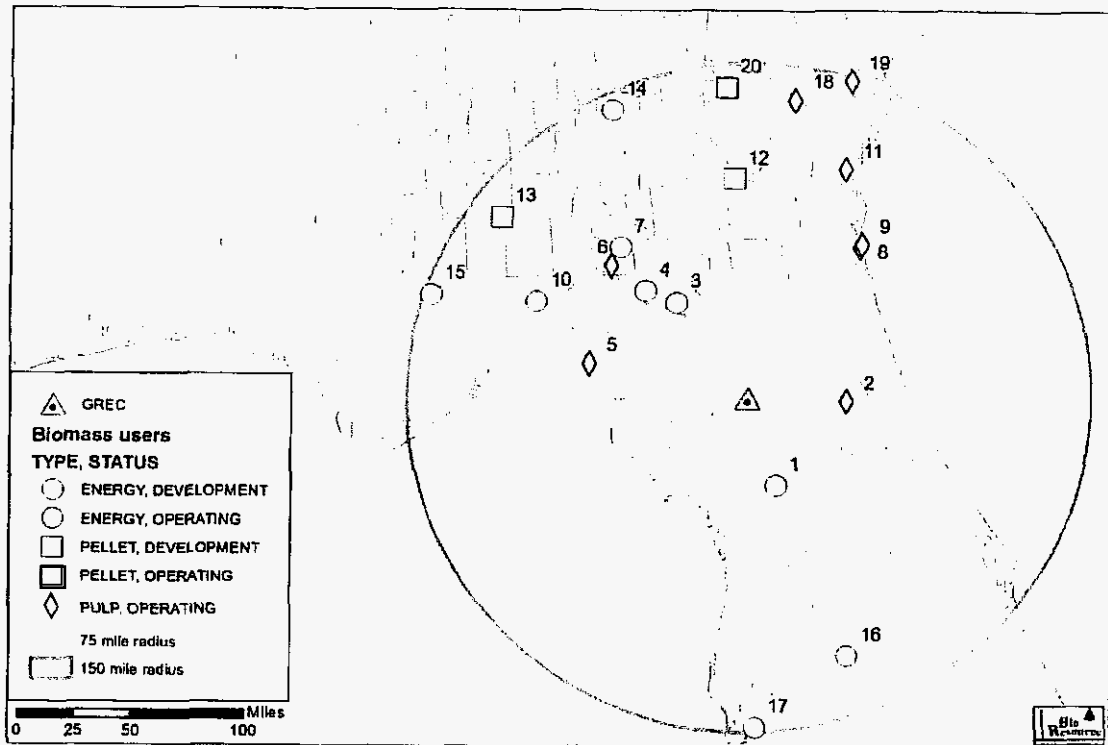 20
18
19
14
12
11
13
7
9
6
8
15
10
4
3
5
2
1
16
17
GREC
Biomass users
TYPE, STATUS
ENERGY, DEVELOPMENT
ENERGY, OPERATING
PELLET, DEVELOPMENT
PELLET, OPERATING
PULP, OPERATING
75 mile radius
150 mile radius
Miles
0 25 50 100
Bio
Resource